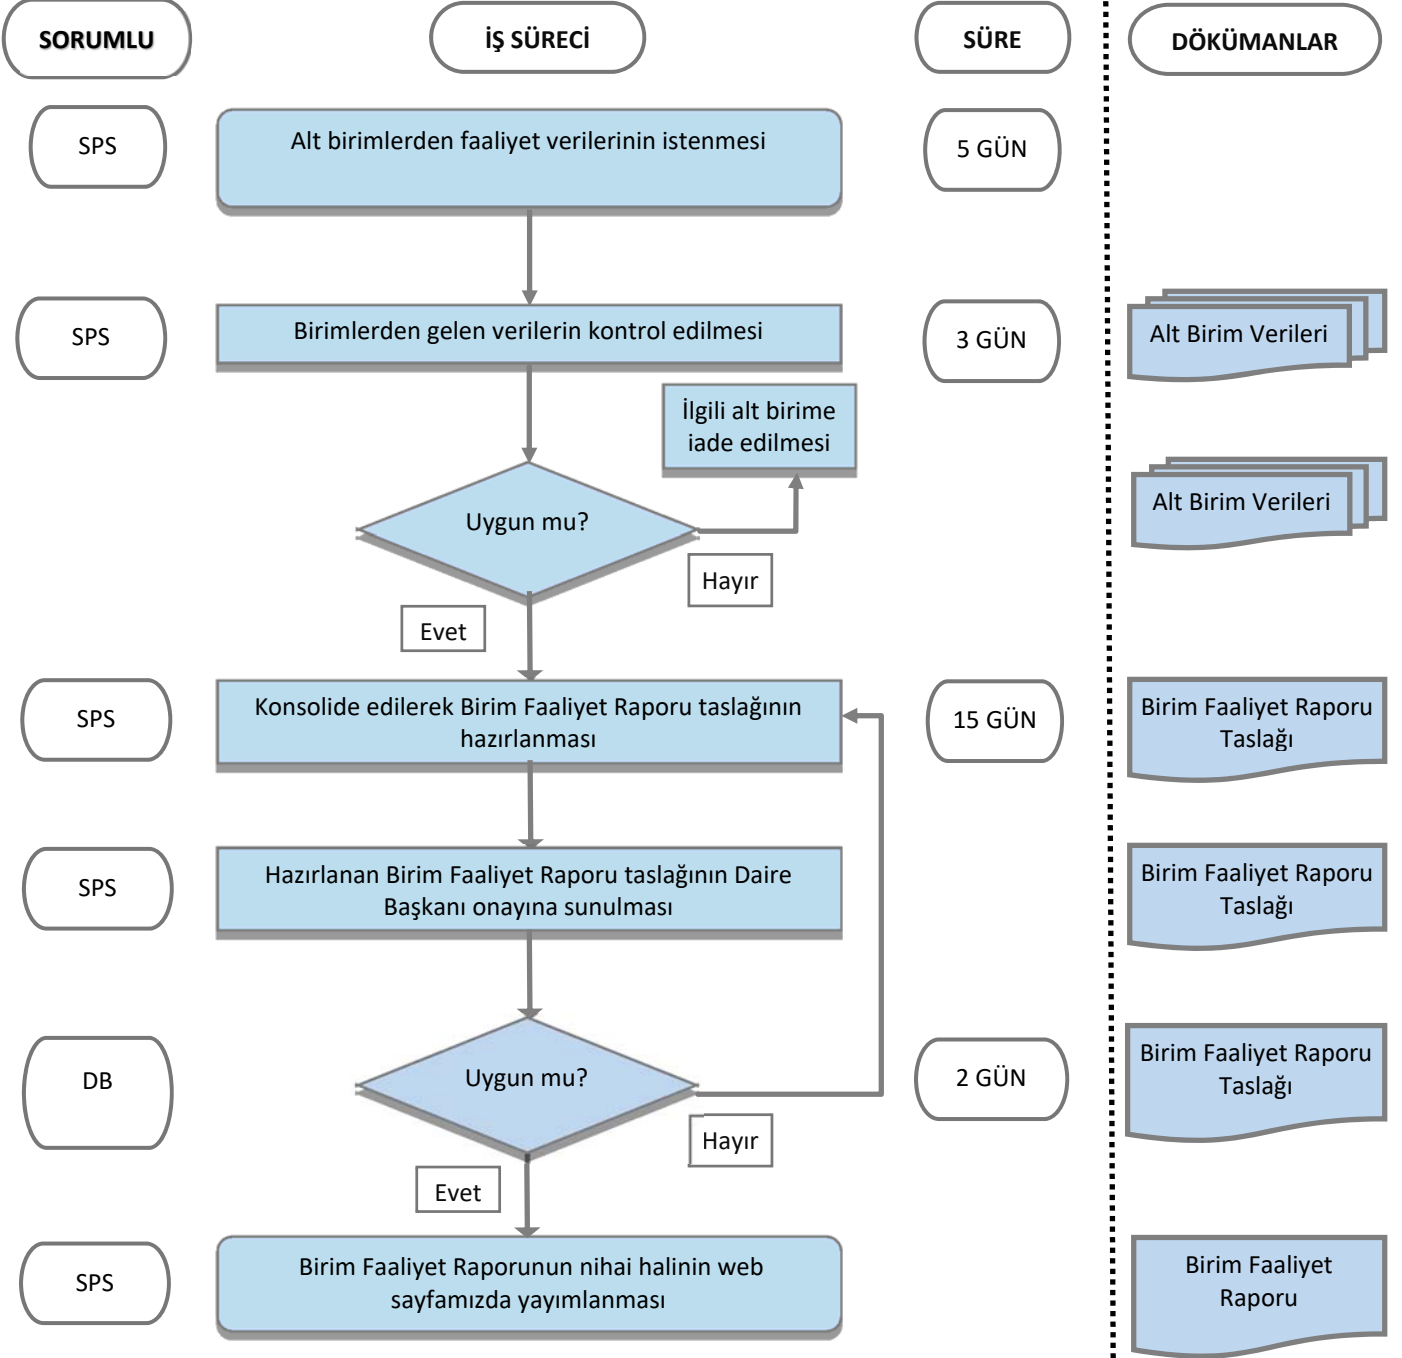 SORUMLU
İŞ SÜRECİ
SÜRE
DÖKÜMANLAR
SPS
Alt birimlerden faaliyet verilerinin istenmesi
5 GÜN
SPS
Birimlerden gelen verilerin kontrol edilmesi
3 GÜN
Alt Birim Verileri
İlgili alt birime
iade edilmesi
Uygun mu?
Alt Birim Verileri
Hayır
Evet
SPS
Konsolide edilerek Birim Faaliyet Raporu taslağının
hazırlanması
15 GÜN
Birim Faaliyet Raporu
Taslağı
SPS
Hazırlanan Birim Faaliyet Raporu taslağının Daire
Başkanı onayına sunulması
Birim Faaliyet Raporu
Taslağı
DB
Uygun mu?
2 GÜN
Birim Faaliyet Raporu
Taslağı
Hayır
Evet
SPS
Birim Faaliyet Raporunun nihai halinin web
sayfamızda yayımlanması
Birim Faaliyet
Raporu